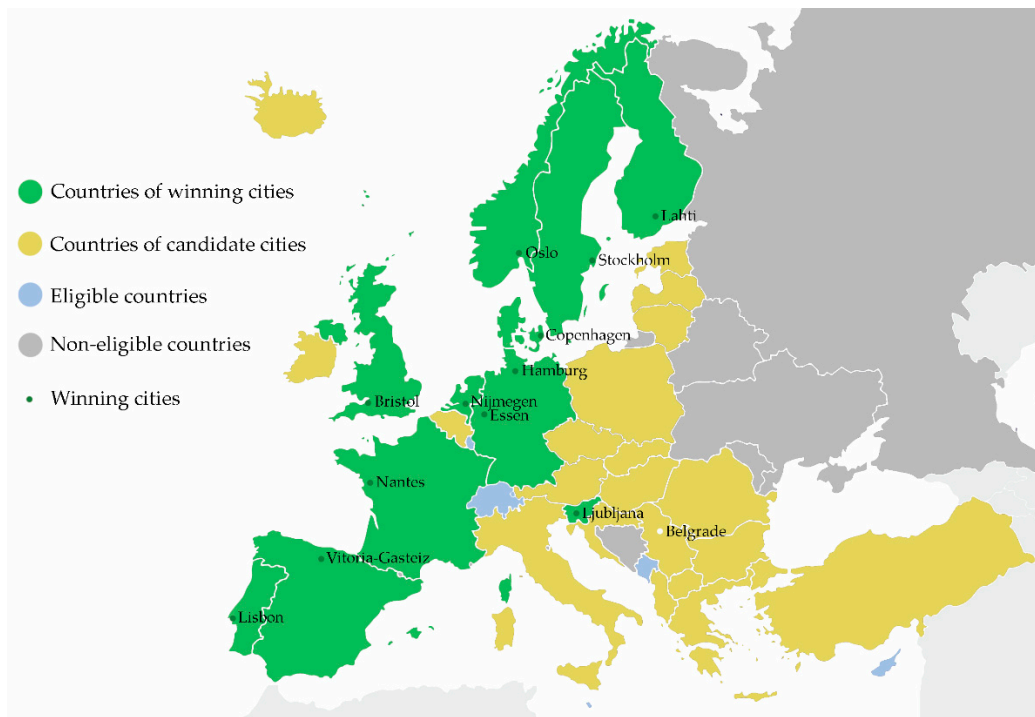 Countries of winning cities
Countries of candidate cities
Eligible countries
Non-eligible countries
Winning cities
Lahti
Oslo
Stockholm
Copenhagen
Hamburg
Bristol
Nijmegen
Essen
Nantes
Ljubljana
Belgrade
Vitoria-Gasteiz
Lisbon